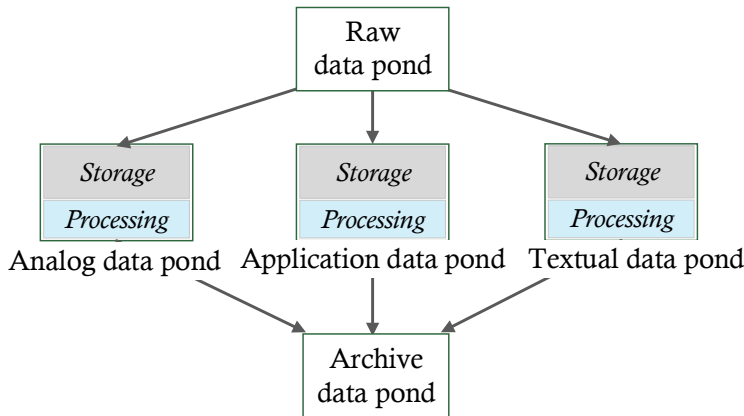 Raw
data pond
Storage
Processing
Analog data pond
Storage
Processing
Application data pond
Storage
Processing
Textual data pond
Archive
data pond